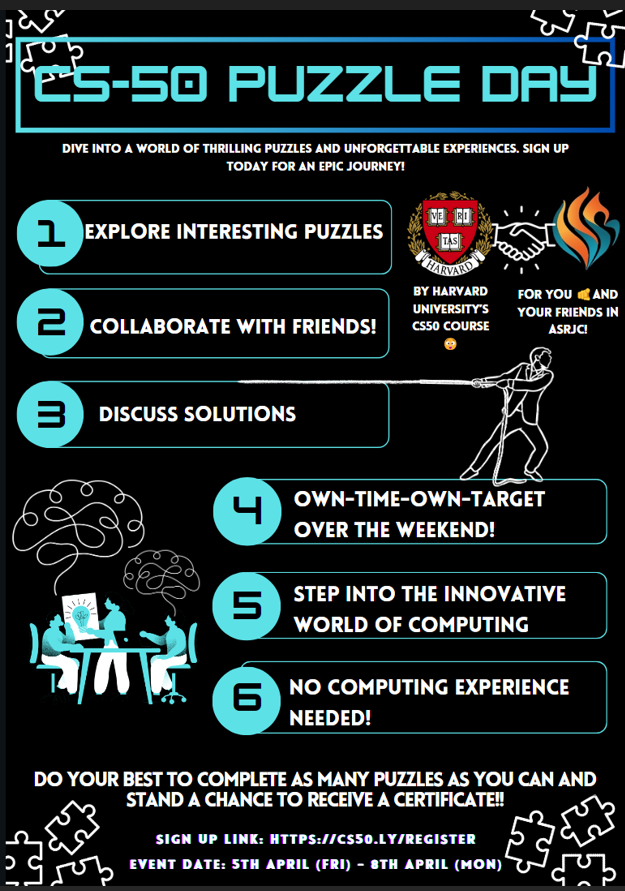 CS-50 PUZZLE DAY
DIVE INTO A WORLD OF THRILLING PUZZLES AND UNFORGETTABLE EXPERIENCES. SIGN UP
TODAY FOR AN EPIC JOURNEY!
1 EXPLORE INTERESTING PUZZLES
VE RI
TAS
HARVARD
BY HARVARD
UNIVERSITY'S
CS50 COURSE
😳
FOR YOU 🫵 AND
YOUR FRIENDS IN
ASRJC!
2 COLLABORATE WITH FRIENDS!
3 DISCUSS SOLUTIONS
4 OWN-TIME-OWN-TARGET
OVER THE WEEKEND!
5 STEP INTO THE INNOVATIVE
WORLD OF COMPUTING
6 NO COMPUTING EXPERIENCE
NEEDED!
DO YOUR BEST TO COMPLETE AS MANY PUZZLES AS YOU CAN AND
STAND A CHANCE TO RECEIVE A CERTIFICATE!!
SIGN UP LINK: HTTPS://CS50.LY/REGISTER
EVENT DATE: 5TH APRIL (FRI) - 8TH APRIL (MON)